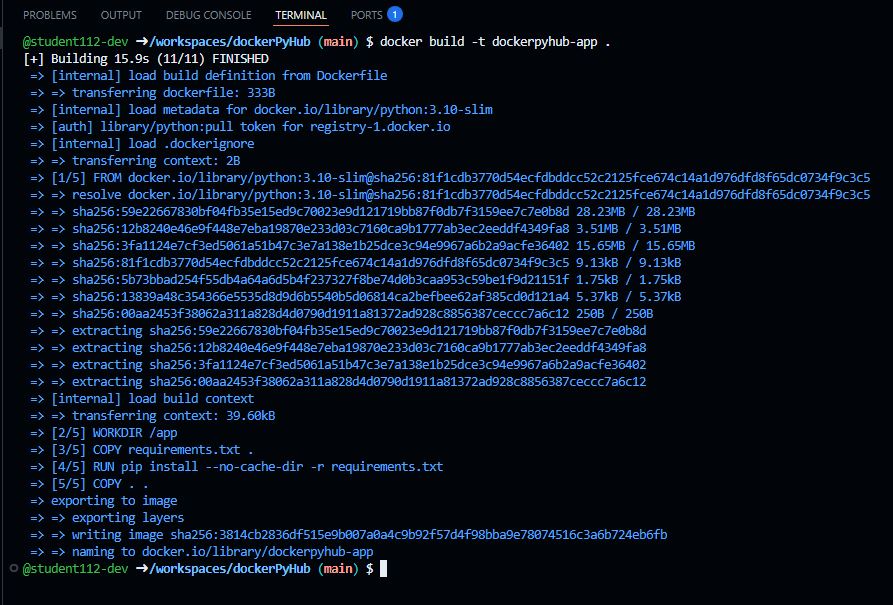 PROBLEMS OUTPUT DEBUG CONSOLE TERMINAL PORTS 1
@student112-dev ➜/workspaces/dockerPyHub (main) $ docker build -t dockerpyhub-app .
[+] Building 15.9s (11/11) FINISHED
=> [internal] load build definition from Dockerfile
=> => transferring dockerfile: 333B
=> [internal] load metadata for docker.io/library/python:3.10-slim
=> [auth] library/python:pull token for registry-1.docker.io
=> [internal] load .dockerignore
=> => transferring context: 2B
=> [1/5] FROM docker.io/library/python:3.10-slim@sha256:81f1cdb3770d54ecfdbddcc52c2125fce674c14a1d976dfd8f65dc0734f9c3c5
=> => resolve docker.io/library/python:3.10-slim@sha256:81f1cdb3770d54ecfdbddcc52c2125fce674c14a1d976dfd8f65dc0734f9c3c5
=> => sha256:59e22667830bf04fb35e15ed9c70023e9d121719bb87f0db7f3159ee7c7e0b8d 28.23MB / 28.23MB
=> => sha256:12b8240e46e9f448e7eba19870e233d03c7160ca9b1777ab3ec2eeddf4349fa8 3.51MB / 3.51MB
=> => sha256:3fa1124e7cf3ed5061a51b47c3e7a138e1b25dce3c94e9967a6b2a9acfe36402 15.65MB / 15.65MB
=> => sha256:81f1cdb3770d54ecfdbddcc52c2125fce674c14a1d976dfd8f65dc0734f9c3c5 9.13kB / 9.13kB
=> => sha256:5b73bbad254f55db4a64a6d5b4f237327f8be74d0b3caa953c59be1f9d21151f 1.75kB / 1.75kB
=> => sha256:13839a48c354366e5535d8d9d6b5540b5d06814ca2befbee62af385cd0d121a4 5.37kB / 5.37kB
=> => sha256:00aa2453f38062a311a828d4d0790d1911a81372ad928c8856387ceccc7a6c12 250B / 250B
=> => extracting sha256:59e22667830bf04fb35e15ed9c70023e9d121719bb87f0db7f3159ee7c7e0b8d
=> => extracting sha256:12b8240e46e9f448e7eba19870e233d03c7160ca9b1777ab3ec2eeddf4349fa8
=> => extracting sha256:3fa1124e7cf3ed5061a51b47c3e7a138e1b25dce3c94e9967a6b2a9acfe36402
=> => extracting sha256:00aa2453f38062a311a828d4d0790d1911a81372ad928c8856387ceccc7a6c12
=> [internal] load build context
=> => transferring context: 39.60kB
=> [2/5] WORKDIR /app
=> [3/5] COPY requirements.txt .
=> [4/5] RUN pip install --no-cache-dir -r requirements.txt
=> [5/5] COPY . .
=> exporting to image
=> => exporting layers
=> => writing image sha256:3814cb2836df515e9b007a0a4c9b92f57d4f98bba9e78074516c3a6b724eb6fb
=> => naming to docker.io/library/dockerpyhub-app
@student112-dev ➜/workspaces/dockerPyHub (main) $